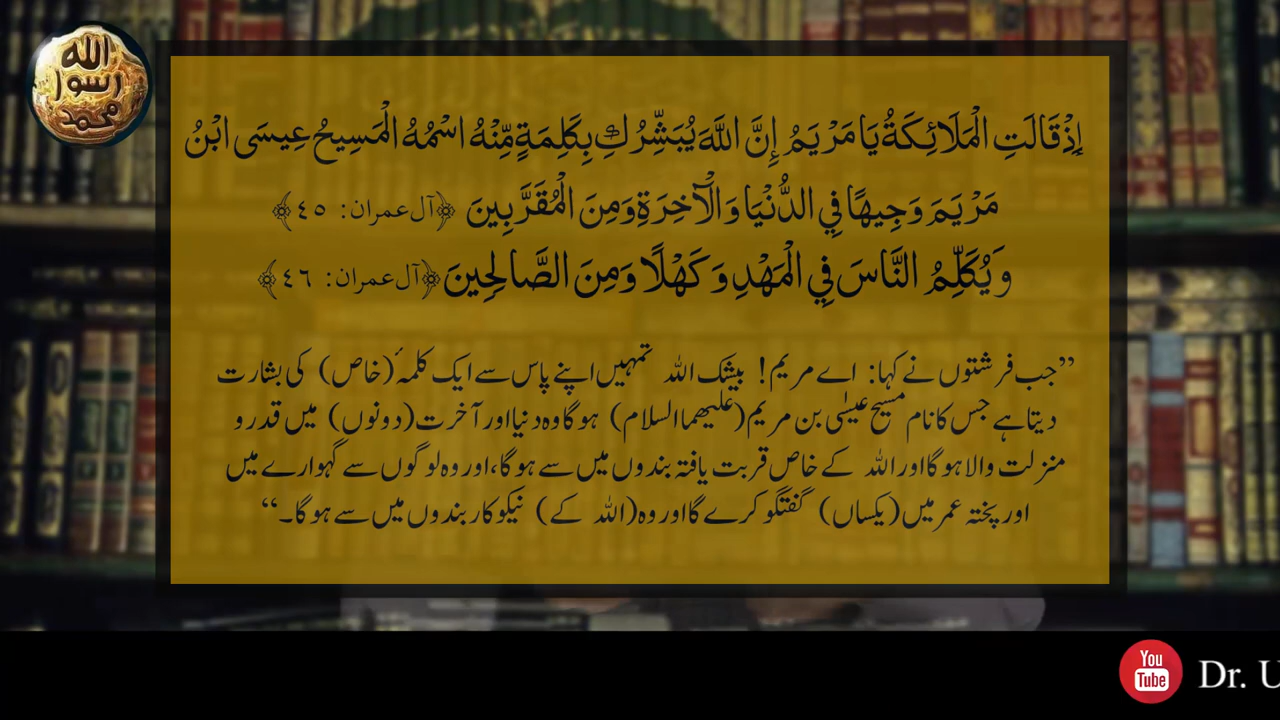 الله
رسول
محمد
إِذْ قَالَتِ الْمَلَائِكَةُ يَا مَرْيَمُ إِنَّ اللَّهَ يُبَشِّرُكِ بِكَلِمَةٍ مِّنْهُ اسْمُهُ الْمَسِيحُ عِيسَى ابْنُ
مَرْيَمَ وَجِيهًا فِي الدُّنْيَا وَالْآخِرَةِ وَمِنَ الْمُقَرَّبِينَ ﴿آل عمران: ٤٥﴾
وَيُكَلِّمُ النَّاسَ فِي الْمَهْدِ وَكَهْلًا وَمِنَ الصَّالِحِينَ ﴿آل عمران: ٤٦﴾
”جب فرشتوں نے کہا: اے مریم! بیشک اللہ تمہیں اپنے پاس سے ایک کلمۂ (خاص) کی بشارت
دیتا ہے جس کا نام مسیح عیسٰی بن مریم (علیھما السلام) ہوگا وہ دنیا اور آخرت (دونوں) میں قدر و
منزلت والا ہوگا اور اللہ کے خاص قربت یافتہ بندوں میں سے ہوگا، اور وہ لوگوں سے گہوارے میں
اور پختہ عمر میں (یکساں) گفتگو کرے گا اور وہ (اللہ کے) نیکوکار بندوں میں سے ہوگا۔“
You
Tube
Dr. U